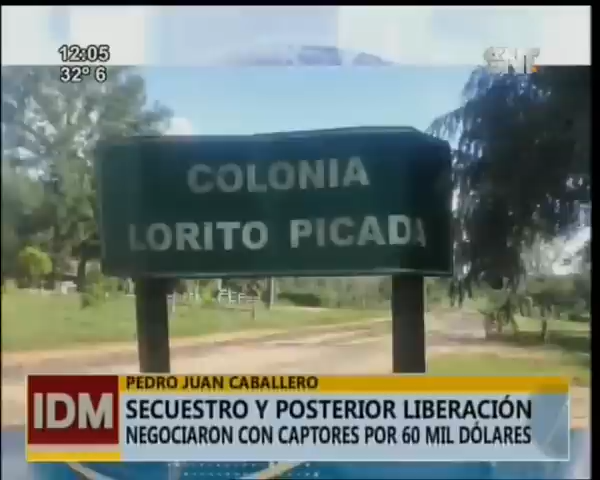 12:05
32° 6
SNT
COLONIA
LORITO PICADA
PEDRO JUAN CABALLERO
IDM
SECUESTRO Y POSTERIOR LIBERACIÓN
NEGOCIARON CON CAPTORES POR 60 MIL DÓLARES